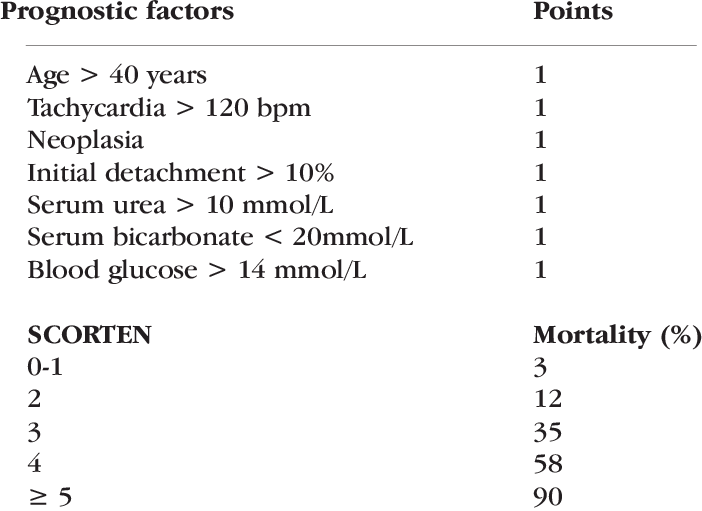 Prognostic factors Points
Age > 40 years 1
Tachycardia > 120 bpm 1
Neoplasia 1
Initial detachment > 10% 1
Serum urea > 10 mmol/L 1
Serum bicarbonate < 20mmol/L 1
Blood glucose > 14 mmol/L 1
SCORTEN Mortality (%)
0-1 3
2 12
3 35
4 58
≥ 5 90